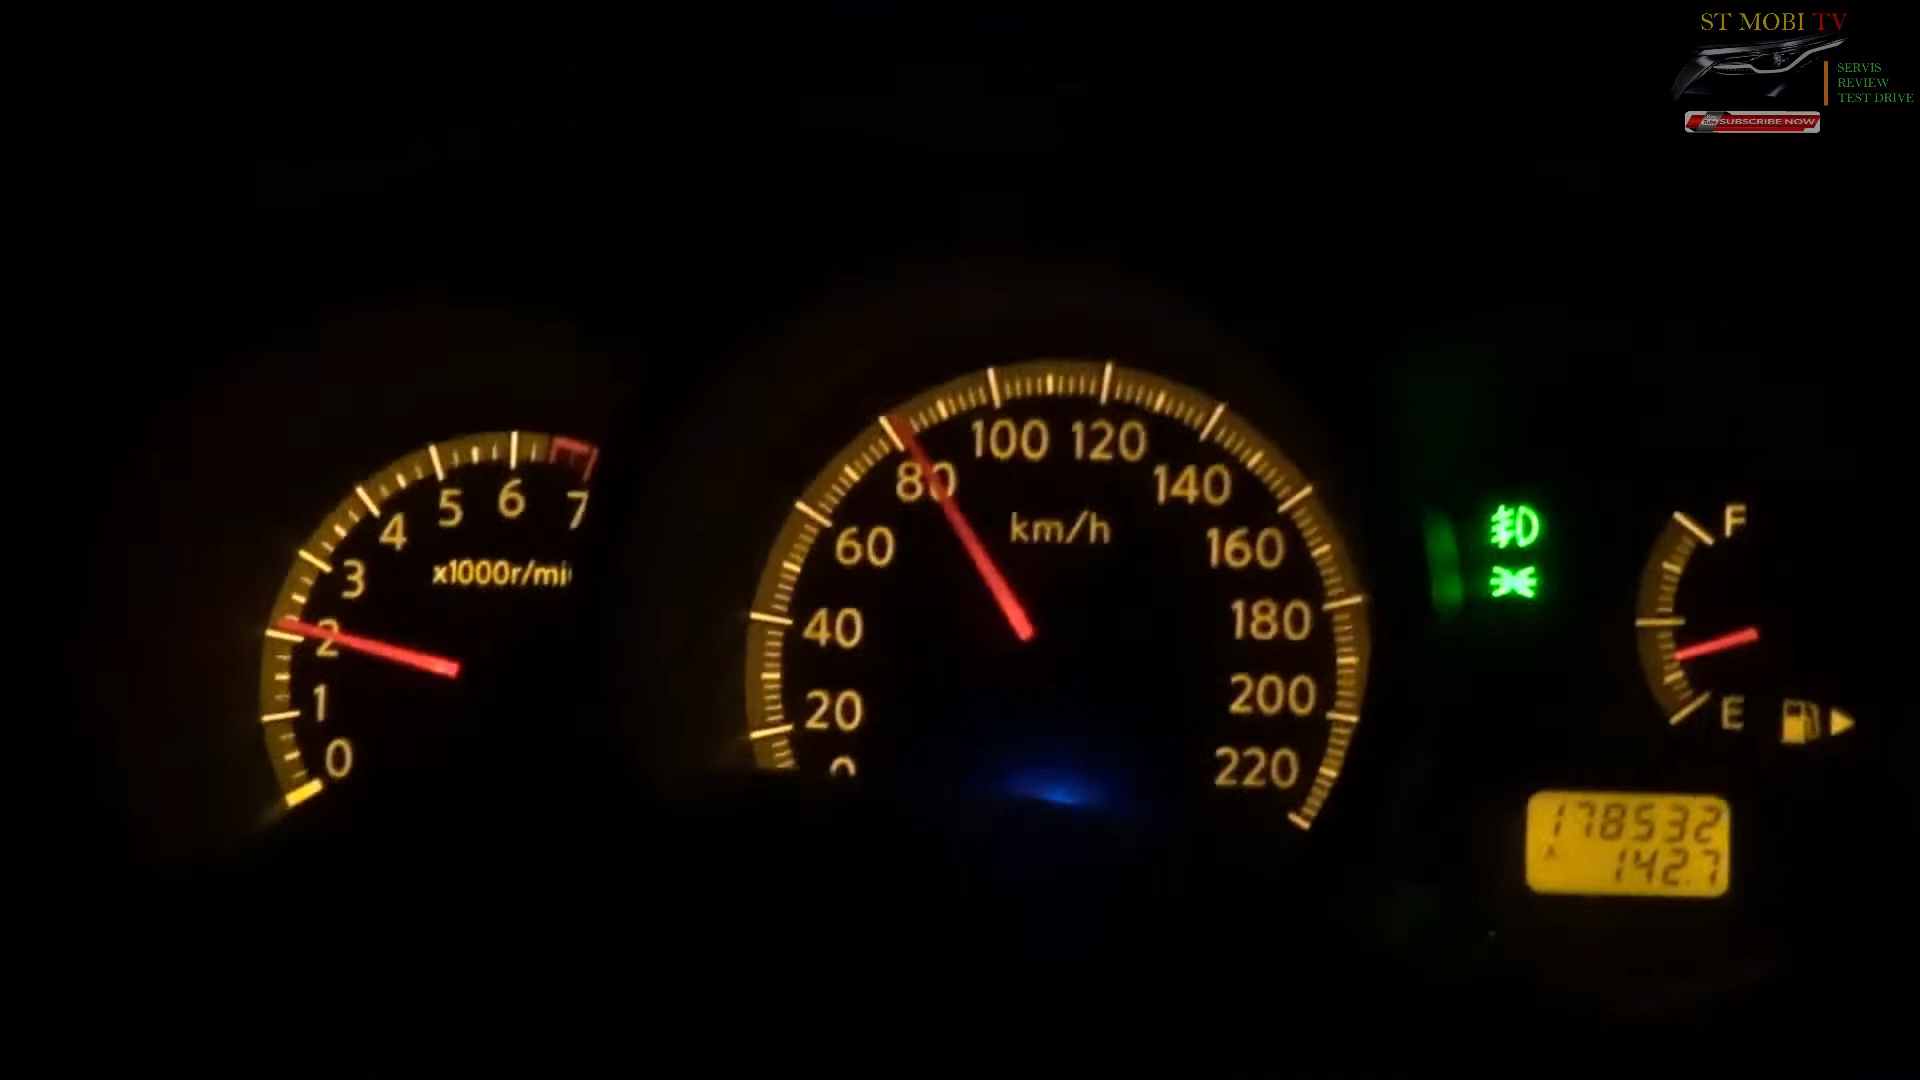 ST MOBI TV
SERVIS
REVIEW
TEST DRIVE
SUBSCRIBE NOW
0
1
2
3
4
5
6
7
x1000r/mi
0
20
40
60
80
100
120
140
160
180
200
220
km/h
F
E
178532
A 142.7